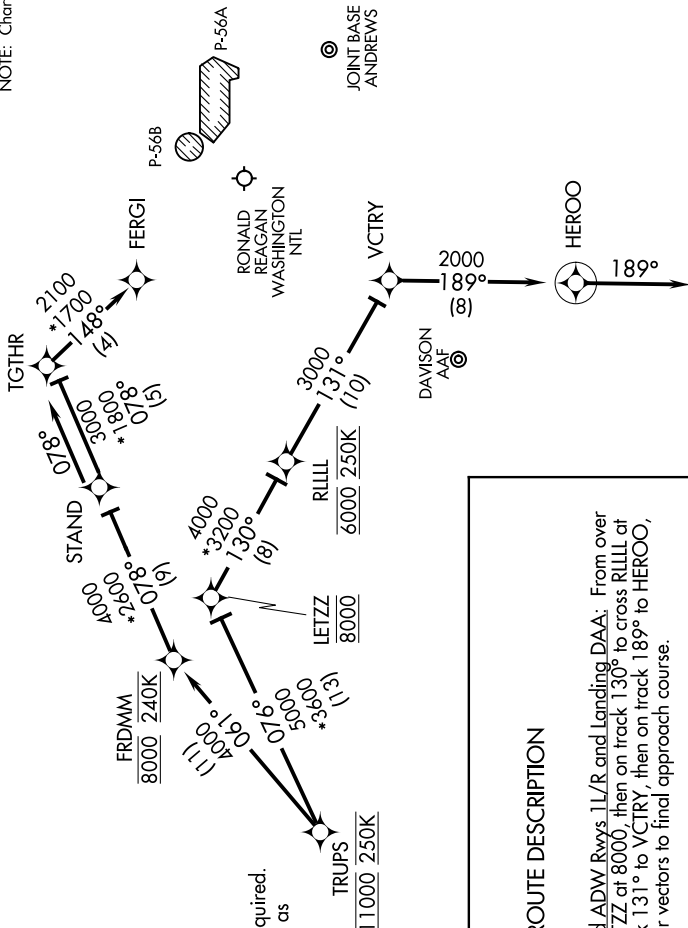 NOTE: Char
P-56A
P-56B
JOINT BASE
ANDREWS
RONALD
REAGAN
WASHINGTON
NTL
FERGI
TGTHR
2100
*1700
148°
(4)
078°
3000
*1800
078°
(5)
STAND
4000
*2600
078°
(9)
FRDMM
8000 240K
(11)
4000
061°
076°
5000
*3600
(13)
TRUPS
11000 250K
LETZZ
8000
4000
*3200
130°
(8)
RLLLL
6000 250K
3000
131°
(10)
VCTRY
2000
189°
(8)
HEROO
189°
DAVISON
AAF
quired.
as
ROUTE DESCRIPTION
d ADW Rwys 1L/R and Landing DAA: From over
TZZ at 8000, then on track 130° to cross RLLLL at
k 131° to VCTRY, then on track 189° to HEROO,
r vectors to final approach course.